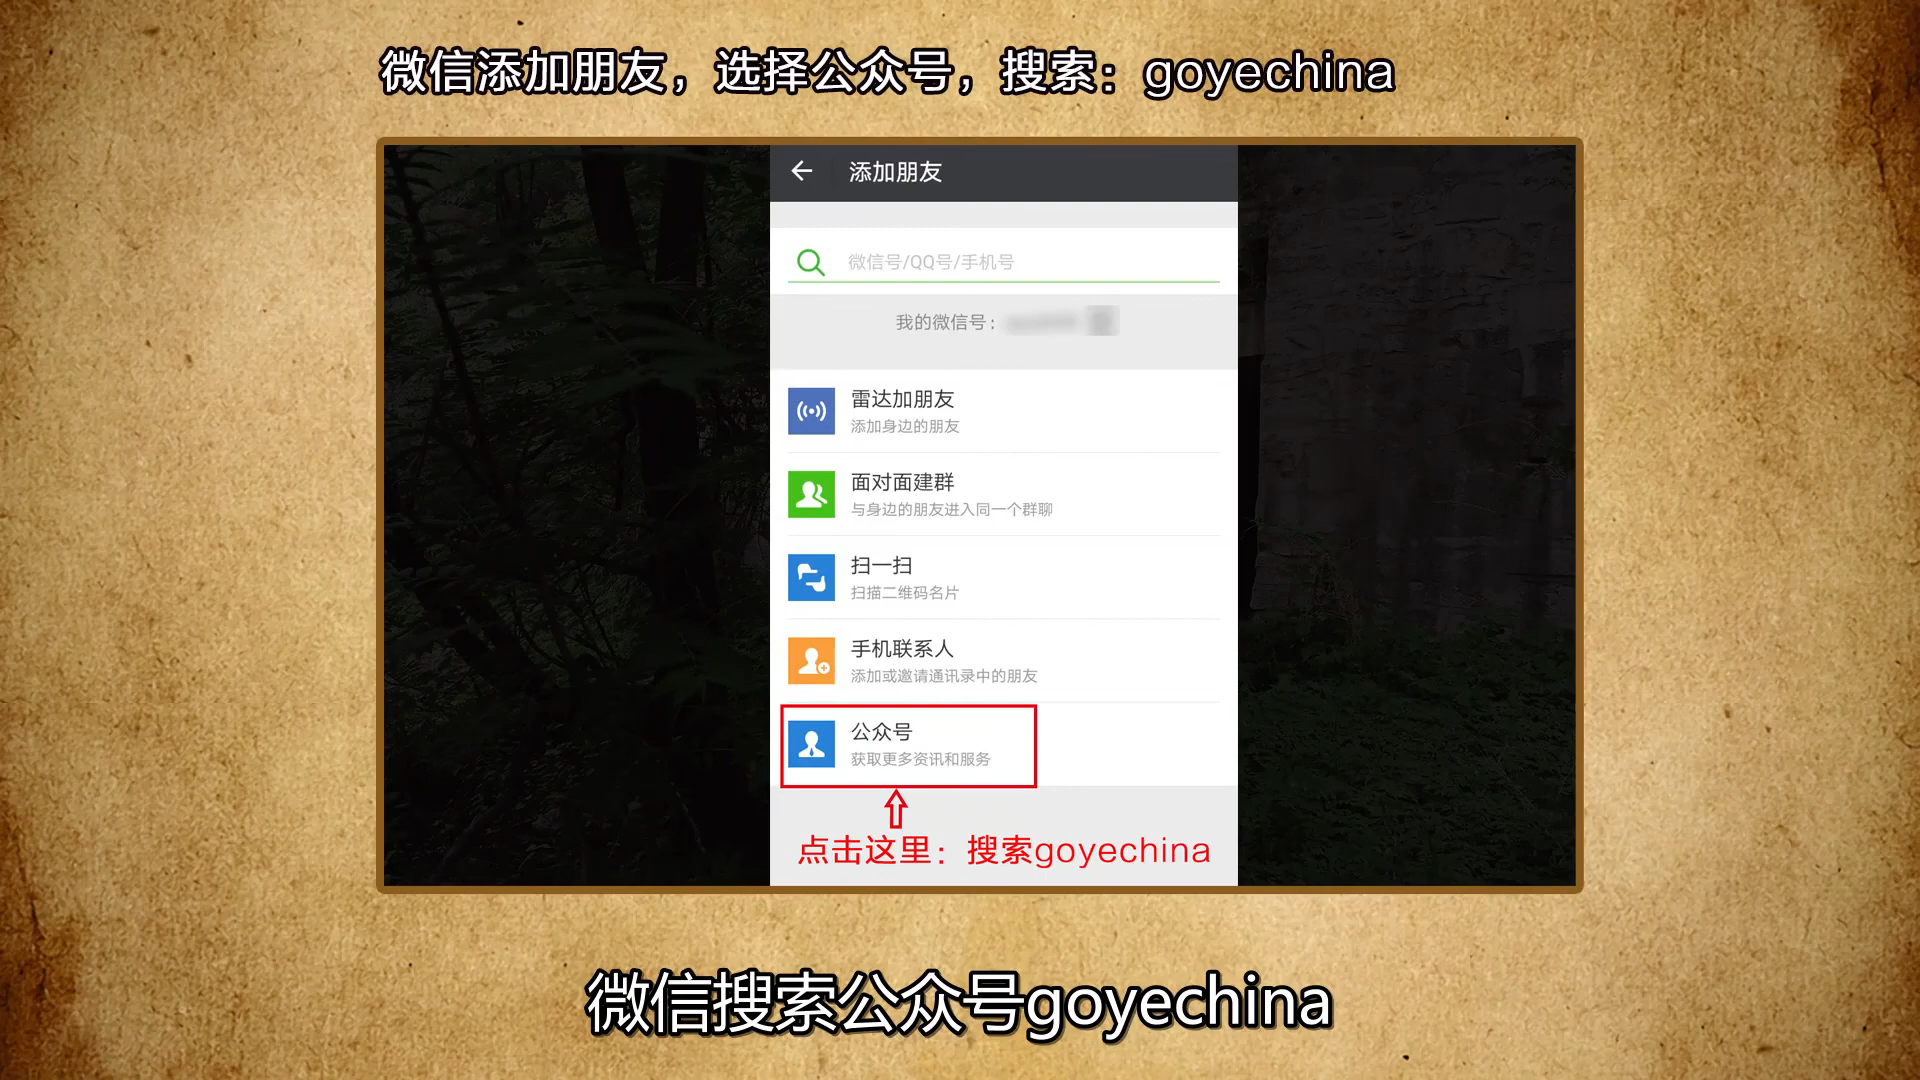 微信添加朋友，选择公众号，搜索：goyechina
添加朋友
微信号/QQ号/手机号
我的微信号：
雷达加朋友
添加身边的朋友
面对面建群
与身边的朋友进入同一个群聊
扫一扫
扫描二维码名片
手机联系人
添加或邀请通讯录中的朋友
公众号
获取更多资讯和服务
点击这里：搜索goyechina
微信搜索公众号goyechina